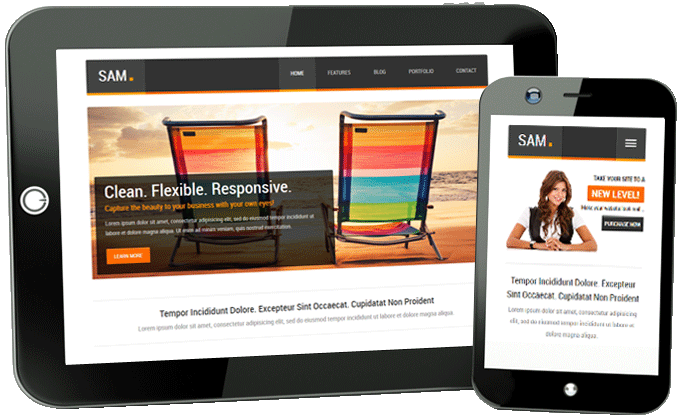 SAM.
HOME FEATURES BLOG PORTFOLIO CONTACT
Clean. Flexible. Responsive.
Capture the beauty to your business with your own eyes!
Lorem ipsum dolor sit amet, consectetur adipisicing elit, sed do eiusmod tempor incididunt ut labore
et dolore magna aliqua. Ut enim ad minim veniam, quis nostrud exercitation.
LEARN MORE
Tempor Incididunt Dolore. Excepteur Sint Occaecat. Cupidatat Non Proident
Lorem ipsum dolor sit amet, consectetur adipisicing elit, sed do eiusmod tempor incididunt ut labore et dolore magna aliqua.
SAM.
TAKE YOUR SITE TO A
NEW LEVEL!
PURCHASE NOW
Tempor Incididunt Dolore. Excepteur
Sint Occaecat. Cupidatat Non Proident
Lorem ipsum dolor sit amet, consectetur adipisicing
elit, sed do eiusmod tempor incididunt ut labore et
dolore magna aliqua.